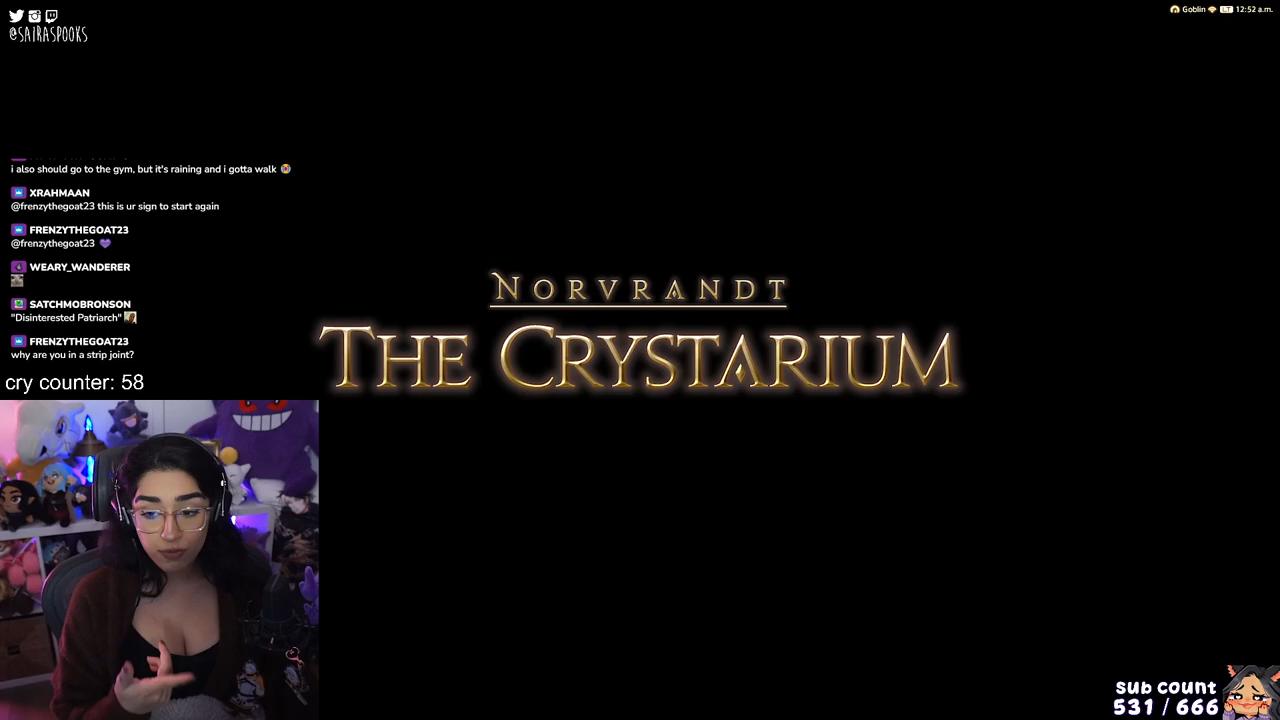 @SAIRASPOOKS
Goblin LT 12:52 a.m.
i also should go to the gym, but it's raining and i gotta walk
XRAHMAAN
@frenzythegoat23 this is ur sign to start again
FRENZYTHEGOAT23
@frenzythegoat23
WEARY_WANDERER
SATCHMOBRONSON
"Disinterested Patriarch"
FRENZYTHEGOAT23
why are you in a strip joint?
cry counter: 58
NORVRANDT
THE CRYSTARIUM
sub count
531 / 666